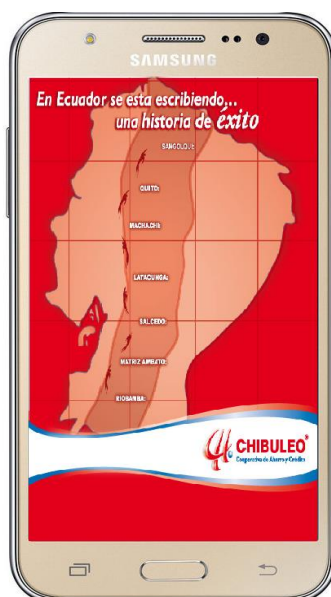 SAMSUNG
En Ecuador se esta escribiendo...
una historia de éxito
SANGOLQUI:
QUITO:
MACHACHI:
LATACUNGA:
SALCEDO:
MATRIZ AMBATO:
RIOBAMBA:
CHIBULEO®
Cooperativa de Ahorro y Crédito